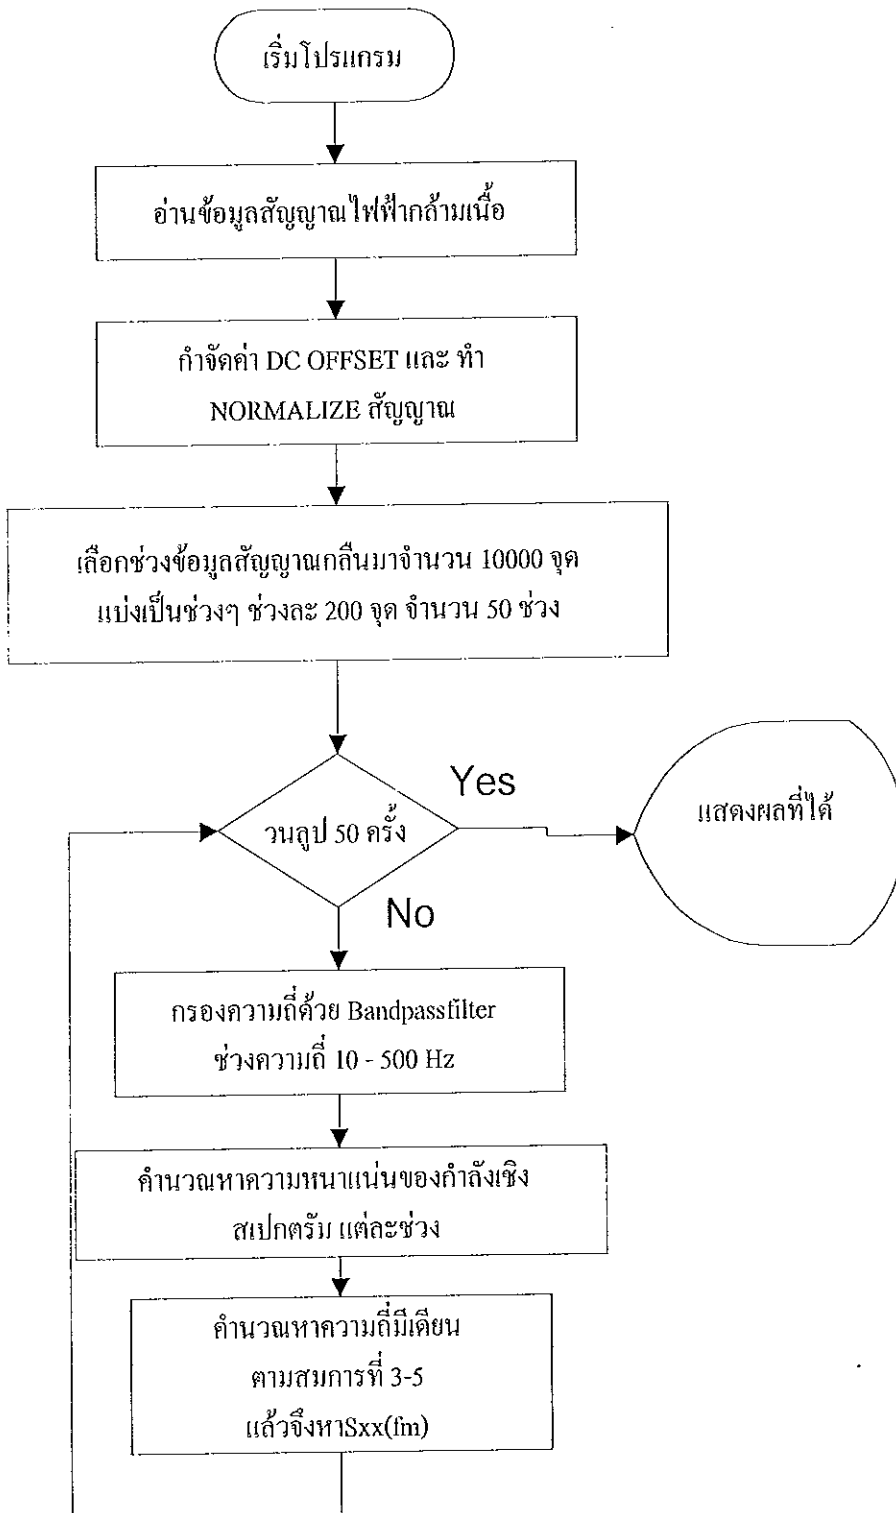 เริ่มโปรแกรม
อ่านข้อมูลสัญญาณไฟฟ้ากล้ามเนื้อ
กำจัดค่า DC OFFSET และ ทำ
NORMALIZE สัญญาณ
เลือกช่วงข้อมูลสัญญาณกลืนมาจำนวน 10000 จุด
แบ่งเป็นช่วงๆ ช่วงละ 200 จุด จำนวน 50 ช่วง
Yes
แสดงผลที่ได้
วนลูป 50 ครั้ง
No
กรองความถี่ด้วย Bandpassfilter
ช่วงความถี่ 10 - 500 Hz
คำนวณหาความหนาแน่นของกำลังเชิง
สเปกตรัม แต่ละช่วง
คำนวณหาความถี่มีเดียน
ตามสมการที่ 3-5
แล้วจึงหาSxx(fm)